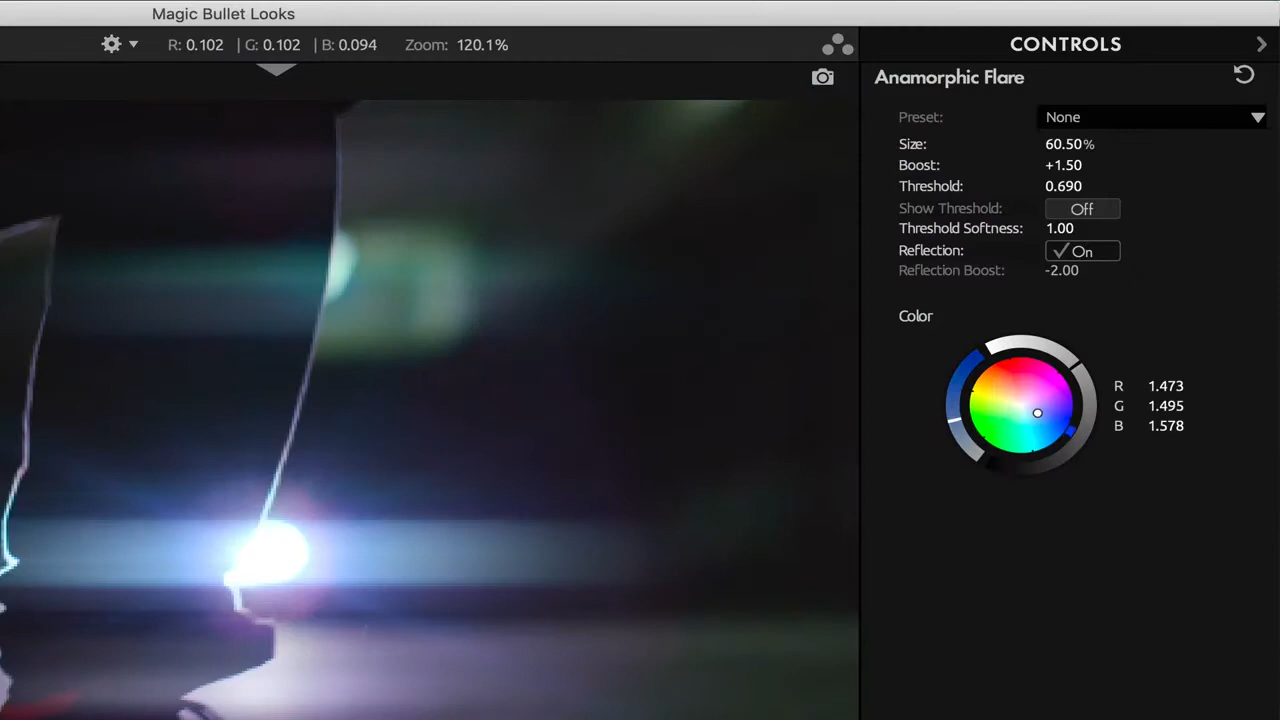 Magic Bullet Looks
R: 0.102 | G: 0.102 | B: 0.094 Zoom: 120.1%
CONTROLS
Anamorphic Flare
Preset: None
Size: 60.50%
Boost: +1.50
Threshold: 0.690
Show Threshold: Off
Threshold Softness: 1.00
Reflection: On
Reflection Boost: -2.00
Color
R 1.473
G 1.495
B 1.578